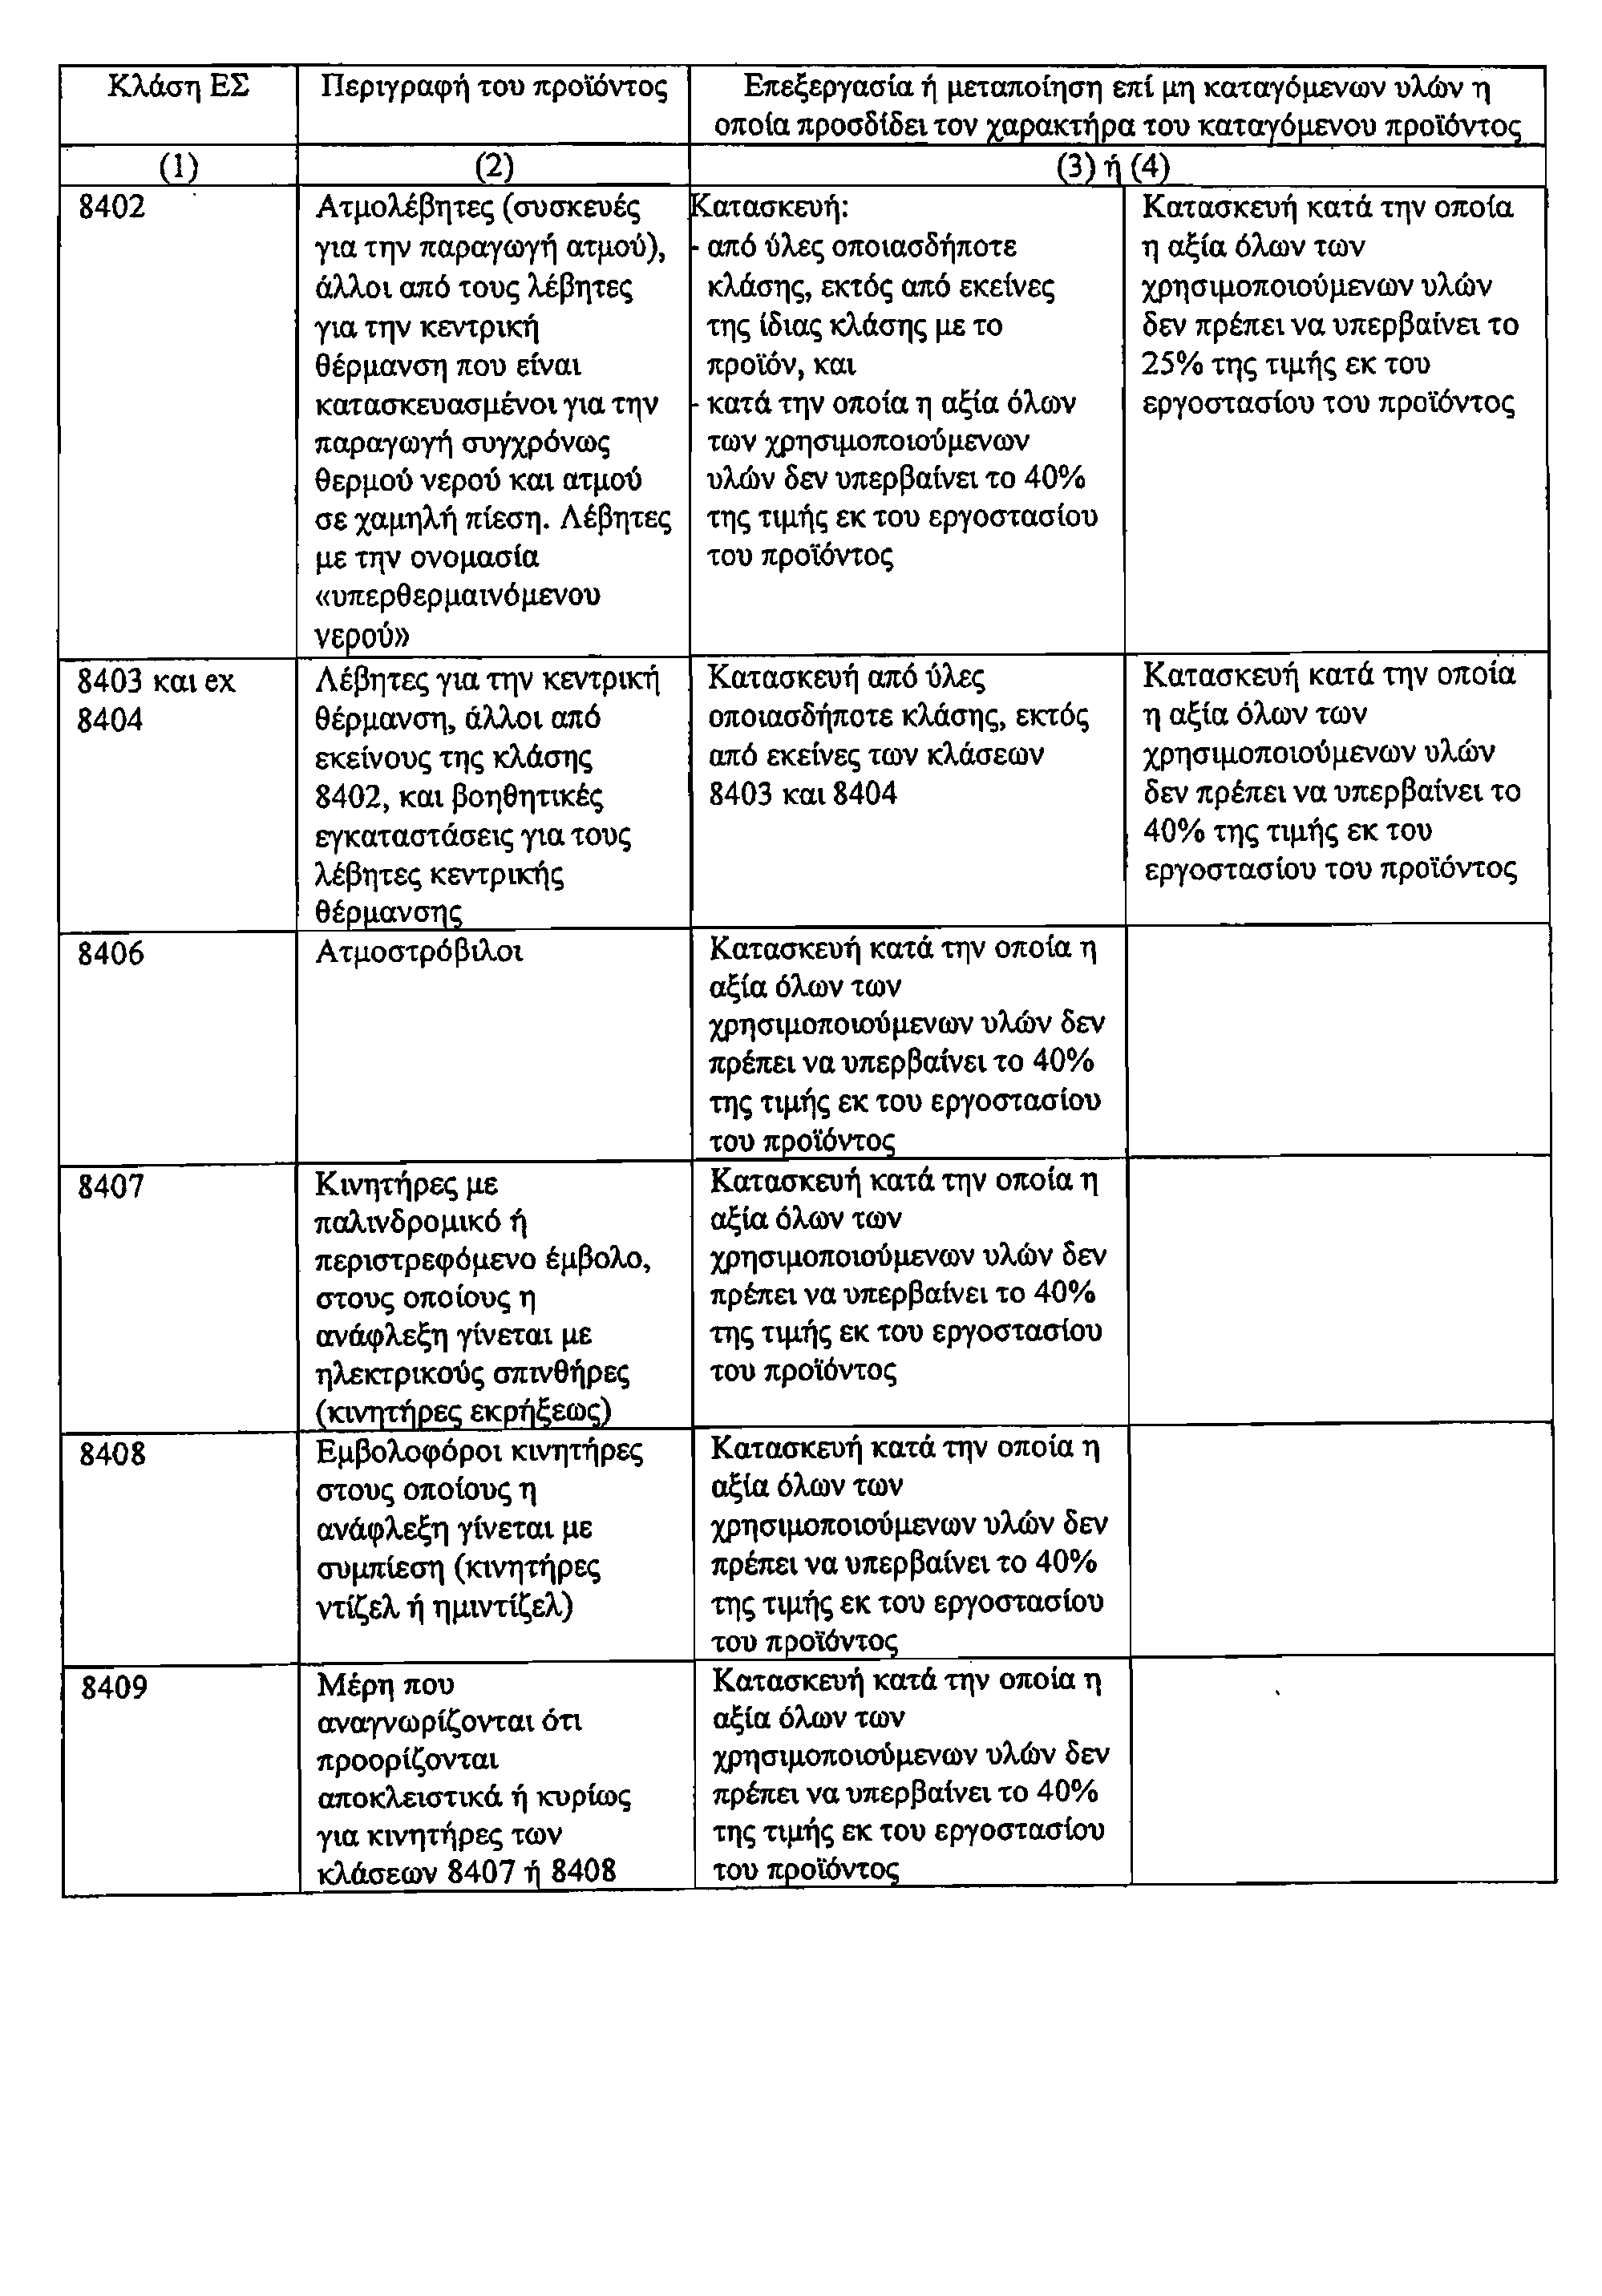 Κλάση ΕΣ
Περιγραφή του προϊόντος
Επεξεργασία ή μεταποίηση επί μη καταγόμενων υλών η
οποία προσδίδει τον χαρακτήρα του καταγόμενου προϊόντος
(1)
(2)
(3) ή (4)
8402
Ατμολέβητες (συσκευές
για την παραγωγή ατμού),
άλλοι από τους λέβητες
για την κεντρική
θέρμανση που είναι
κατασκευασμένοι για την
παραγωγή συγχρόνως
θερμού νερού και ατμού
σε χαμηλή πίεση. Λέβητες
με την ονομασία
«υπερθερμαινόμενου
νερού»
Κατασκευή:
- από ύλες οποιασδήποτε
κλάσης, εκτός από εκείνες
της ίδιας κλάσης με το
προϊόν, και
- κατά την οποία η αξία όλων
των χρησιμοποιούμενων
υλών δεν υπερβαίνει το 40%
της τιμής εκ του εργοστασίου
του προϊόντος
Κατασκευή κατά την οποία
η αξία όλων των
χρησιμοποιούμενων υλών
δεν πρέπει να υπερβαίνει το
25% της τιμής εκ του
εργοστασίου του προϊόντος
8403 και ex
8404
Λέβητες για την κεντρική
θέρμανση, άλλοι από
εκείνους της κλάσης
8402, και βοηθητικές
εγκαταστάσεις για τους
λέβητες κεντρικής
θέρμανσης
Κατασκευή από ύλες
οποιασδήποτε κλάσης, εκτός
από εκείνες των κλάσεων
8403 και 8404
Κατασκευή κατά την οποία
η αξία όλων των
χρησιμοποιούμενων υλών
δεν πρέπει να υπερβαίνει το
40% της τιμής εκ του
εργοστασίου του προϊόντος
8406
Ατμοστρόβιλοι
Κατασκευή κατά την οποία η
αξία όλων των
χρησιμοποιούμενων υλών δεν
πρέπει να υπερβαίνει το 40%
της τιμής εκ του εργοστασίου
του προϊόντος
8407
Κινητήρες με
παλινδρομικό ή
περιστρεφόμενο έμβολο,
στους οποίους η
ανάφλεξη γίνεται με
ηλεκτρικούς σπινθήρες
(κινητήρες εκρήξεως)
Κατασκευή κατά την οποία η
αξία όλων των
χρησιμοποιούμενων υλών δεν
πρέπει να υπερβαίνει το 40%
της τιμής εκ του εργοστασίου
του προϊόντος
8408
Εμβολοφόροι κινητήρες
στους οποίους η
ανάφλεξη γίνεται με
συμπίεση (κινητήρες
ντίζελ ή ημιντίζελ)
Κατασκευή κατά την οποία η
αξία όλων των
χρησιμοποιούμενων υλών δεν
πρέπει να υπερβαίνει το 40%
της τιμής εκ του εργοστασίου
του προϊόντος
8409
Μέρη που
αναγνωρίζονται ότι
προορίζονται
αποκλειστικά ή κυρίως
για κινητήρες των
κλάσεων 8407 ή 8408
Κατασκευή κατά την οποία η
αξία όλων των
χρησιμοποιούμενων υλών δεν
πρέπει να υπερβαίνει το 40%
της τιμής εκ του εργοστασίου
του προϊόντος